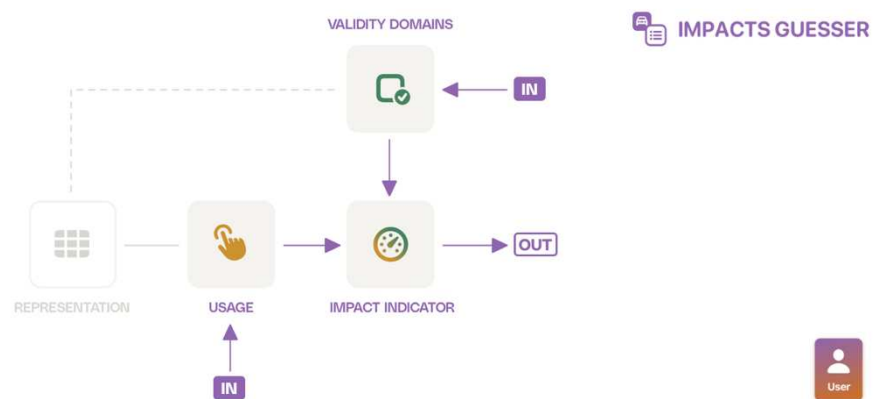 VALIDITY DOMAINS
IMPACTS GUESSER
IN
OUT
REPRESENTATION
USAGE
IMPACT INDICATOR
IN
User